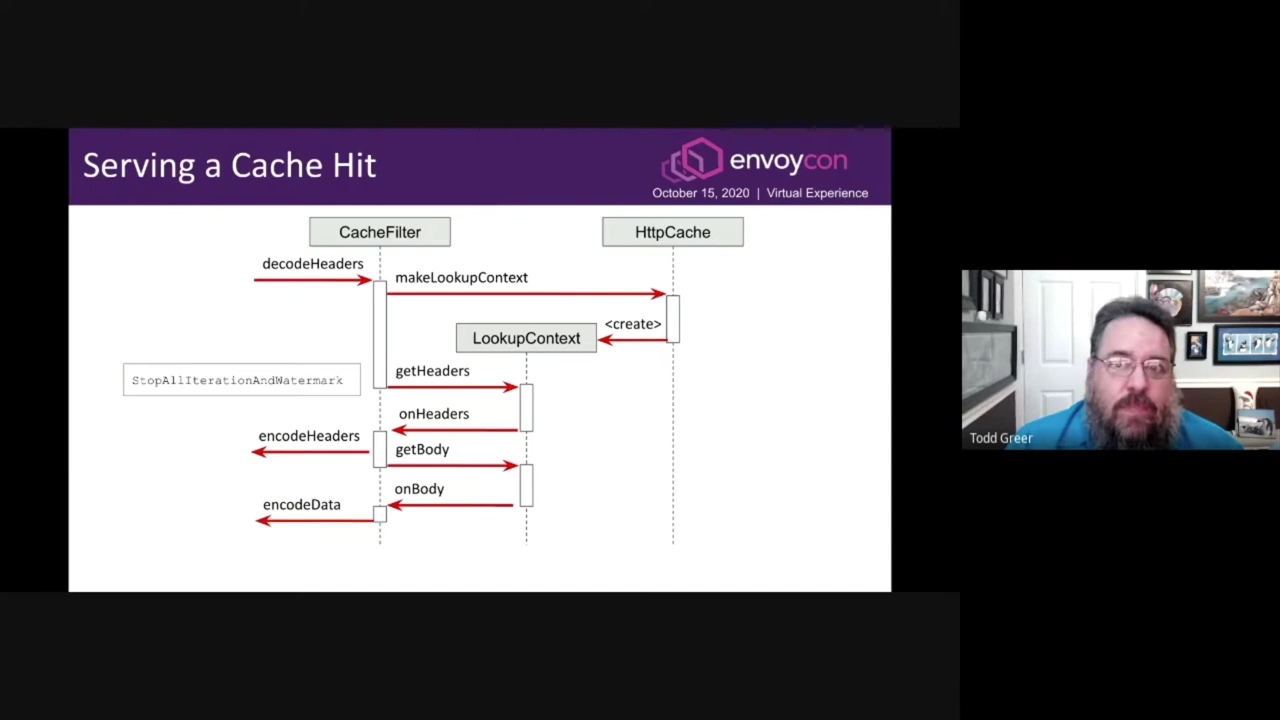 Serving a Cache Hit
envoycon
October 15, 2020 | Virtual Experience
CacheFilter
HttpCache
decodeHeaders
makeLookupContext
<create>
LookupContext
getHeaders
StopAllIterationAndWatermark
onHeaders
encodeHeaders
getBody
onBody
encodeData
Todd Greer